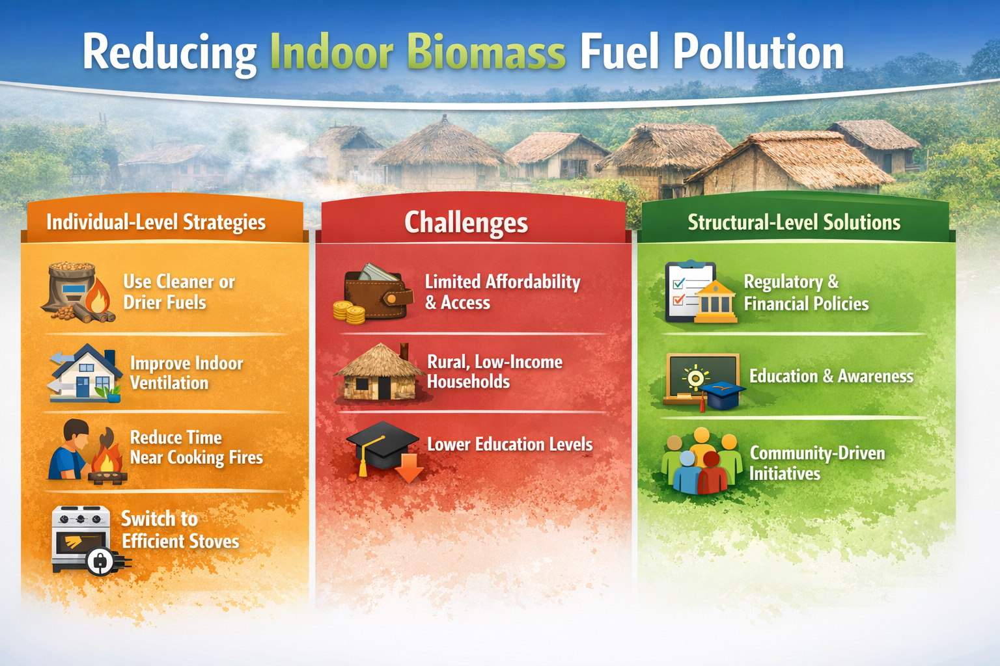 Reducing Indoor Biomass Fuel Pollution
Individual-Level Strategies
Use Cleaner or
Drier Fuels
Improve Indoor
Ventilation
Reduce Time
Near Cooking Fires
Switch to
Efficient Stoves
Challenges
Limited Affordability
& Access
Rural, Low-Income
Households
Lower Education Levels
Structural-Level Solutions
Regulatory &
Financial Policies
Education & Awareness
Community-Driven
Initiatives